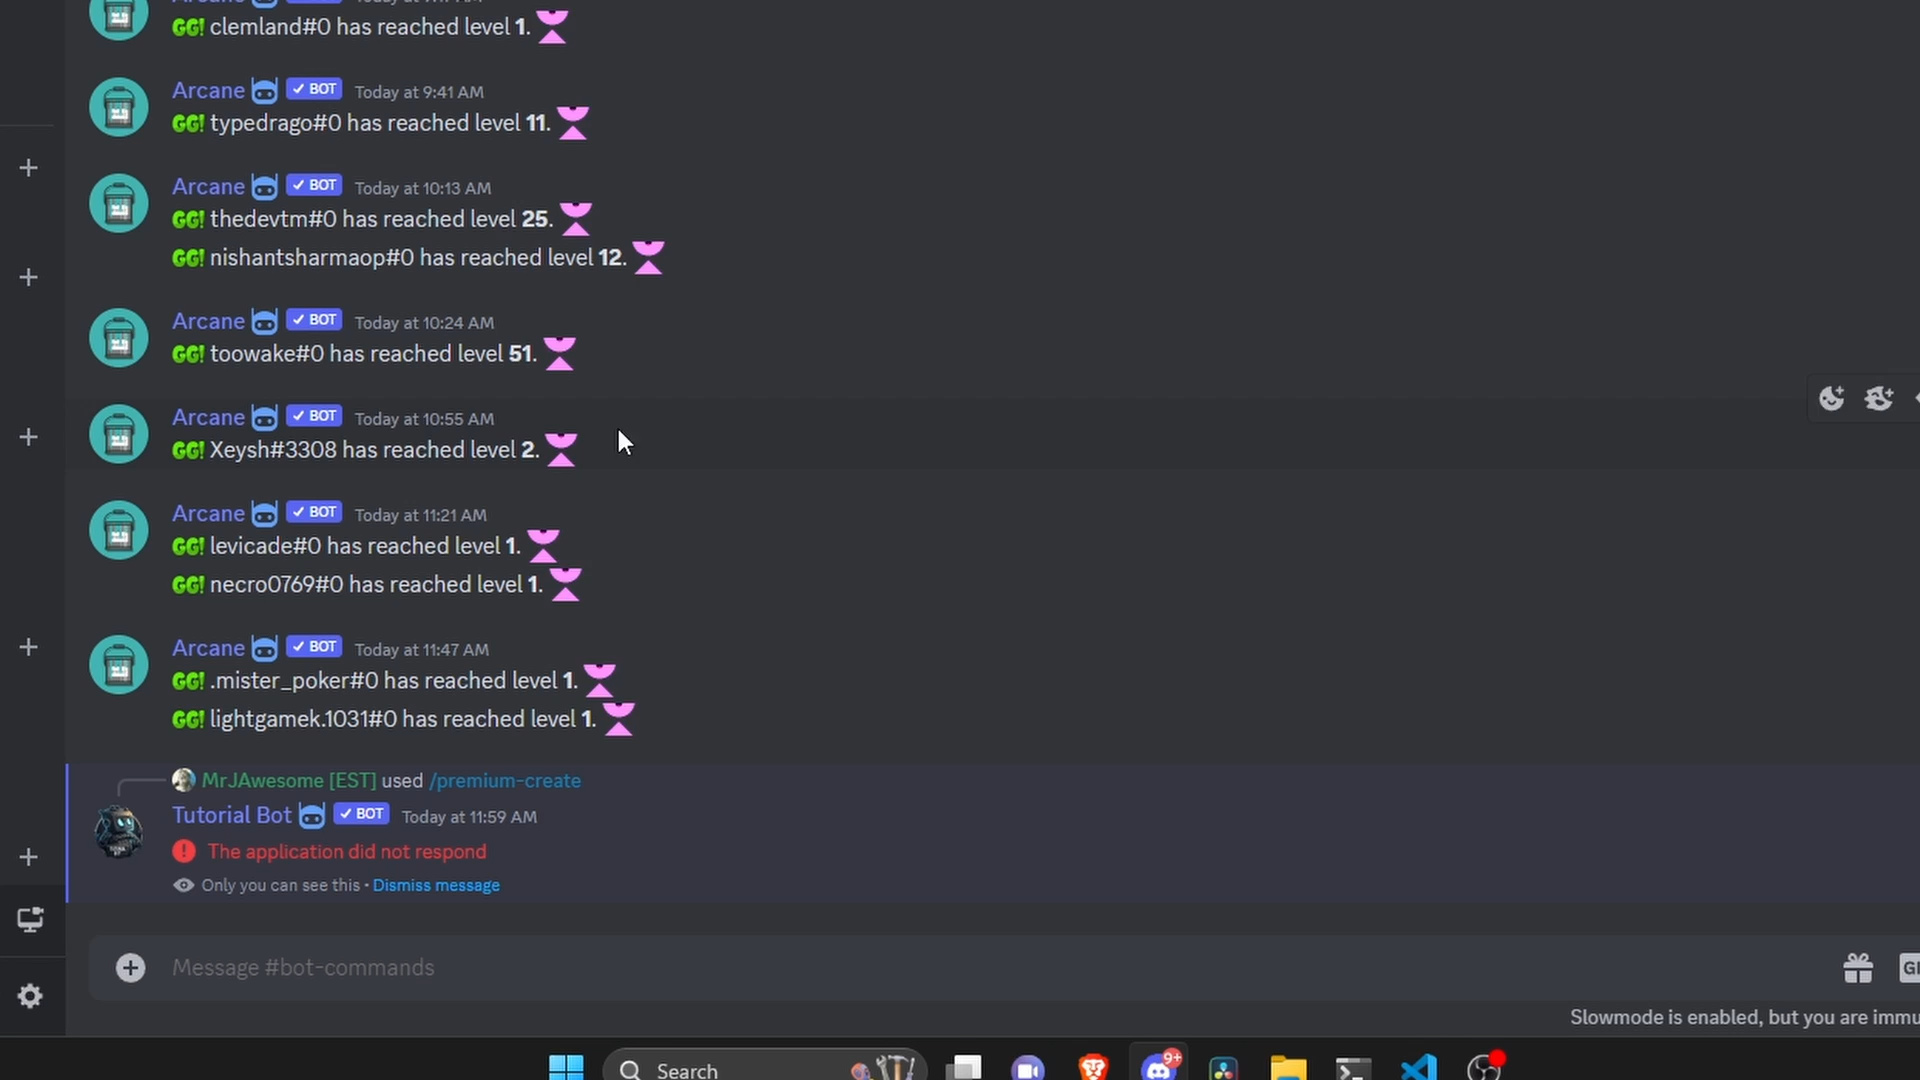 GG! clemland#0 has reached level 1.
Arcane ✓ BOT Today at 9:41 AM
GG! typedrago#0 has reached level 11.
Arcane ✓ BOT Today at 10:13 AM
GG! thedevtm#0 has reached level 25.
GG! nishantsharmaop#0 has reached level 12.
Arcane ✓ BOT Today at 10:24 AM
GG! toowake#0 has reached level 51.
Arcane ✓ BOT Today at 10:55 AM
GG! Xeysh#3308 has reached level 2.
Arcane ✓ BOT Today at 11:21 AM
GG! levicade#0 has reached level 1.
GG! necro0769#0 has reached level 1.
Arcane ✓ BOT Today at 11:47 AM
GG! .mister_poker#0 has reached level 1.
GG! lightgamek.1031#0 has reached level 1.
MrJAwesome [EST] used /premium-create
Tutorial Bot ✓ BOT Today at 11:59 AM
The application did not respond
Only you can see this • Dismiss message
Message #bot-commands
Slowmode is enabled, but you are immu
Search
9+